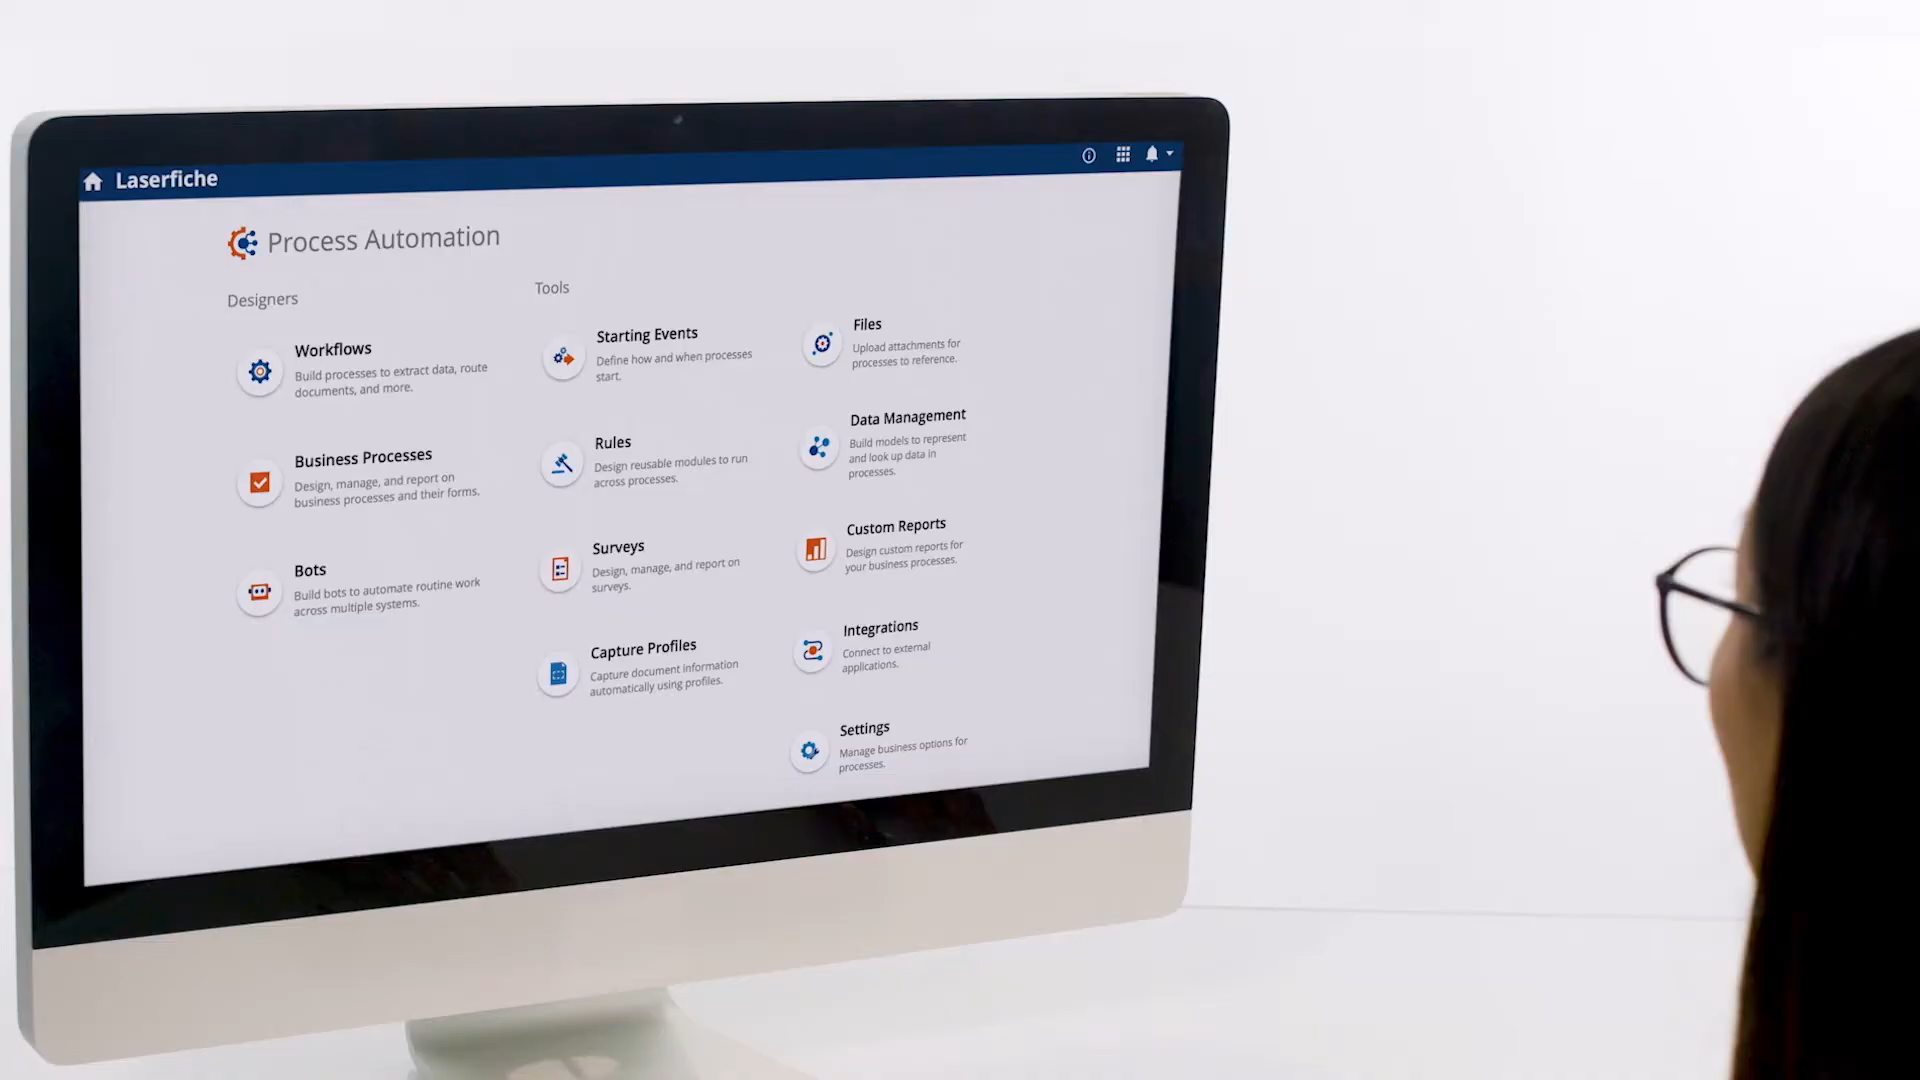 Laserfiche
Process Automation
Designers
Workflows
Build processes to extract data, route
documents, and more.
Business Processes
Design, manage, and report on
business processes and their forms.
Bots
Build bots to automate routine work
across multiple systems.
Tools
Starting Events
Define how and when processes
start.
Rules
Design reusable modules to run
across processes.
Surveys
Design, manage, and report on
surveys.
Capture Profiles
Capture document information
automatically using profiles.
Files
Upload attachments for
processes to reference.
Data Management
Build models to represent
and look up data in
processes.
Custom Reports
Design custom reports for
your business processes.
Integrations
Connect to external
applications.
Settings
Manage business options for
processes.